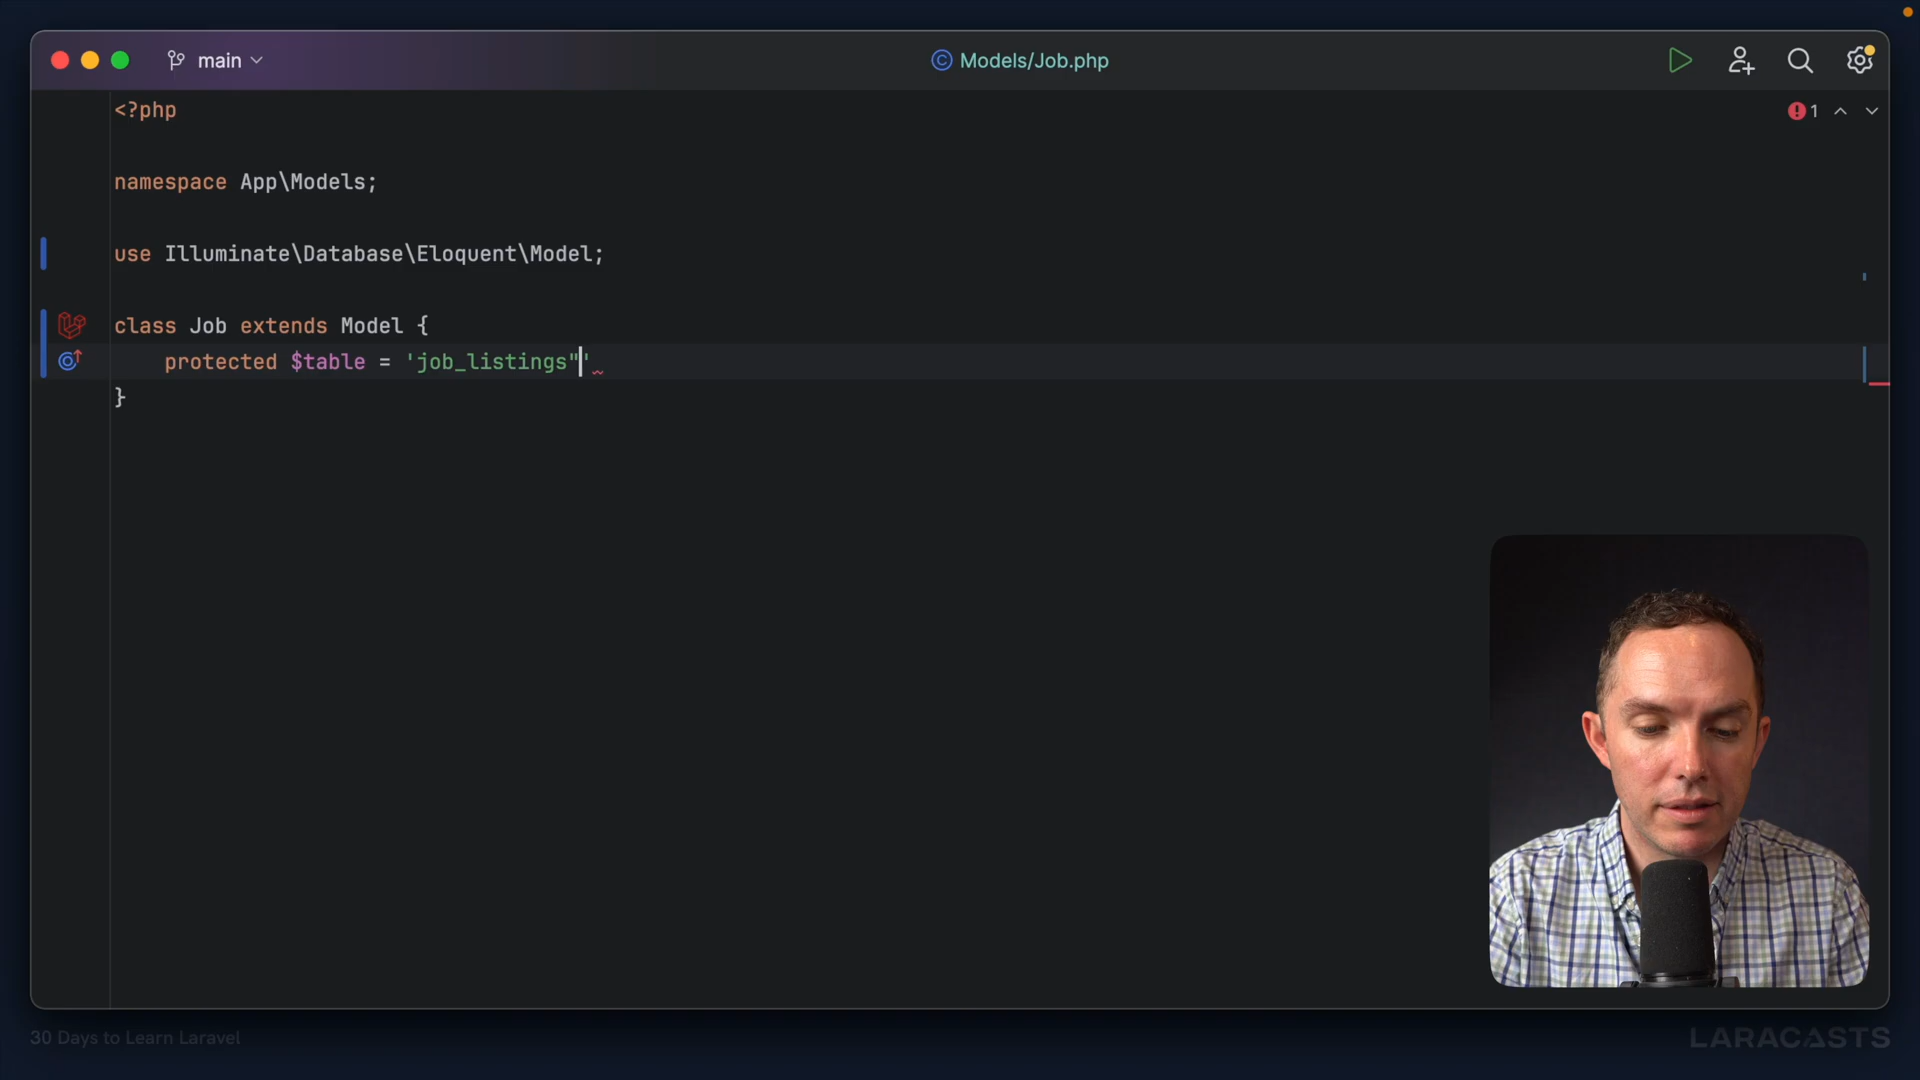 main
Models/Job.php
<?php
1
namespace App\Models;
use Illuminate\Database\Eloquent\Model;
class Job extends Model {
protected $table = 'job_listings"'
}
30 Days to Learn Laravel
LARACASTS